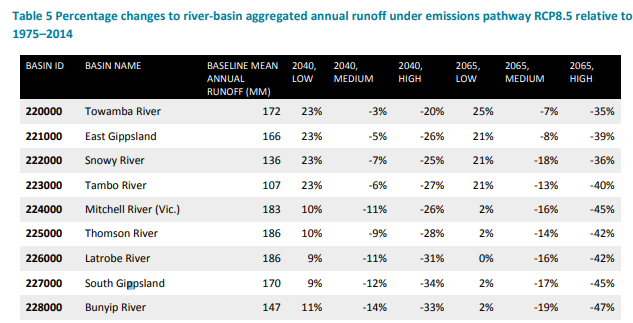 Table 5 Percentage changes to river-basin aggregated annual runoff under emissions pathway RCP8.5 relative to
1975–2014
BASIN ID BASIN NAME BASELINE MEAN ANNUAL RUNOFF (MM) 2040, LOW 2040, MEDIUM 2040, HIGH 2065, LOW 2065, MEDIUM 2065, HIGH
220000 Towamba River 172 23% -3% -20% 25% -7% -35%
221000 East Gippsland 166 23% -5% -26% 21% -8% -39%
222000 Snowy River 136 23% -7% -25% 21% -18% -36%
223000 Tambo River 107 23% -6% -27% 21% -13% -40%
224000 Mitchell River (Vic.) 183 10% -11% -26% 2% -16% -45%
225000 Thomson River 186 10% -9% -28% 2% -14% -42%
226000 Latrobe River 186 9% -11% -31% 0% -16% -42%
227000 South Gippsland 170 9% -12% -34% 2% -17% -45%
228000 Bunyip River 147 11% -14% -33% 2% -19% -47%